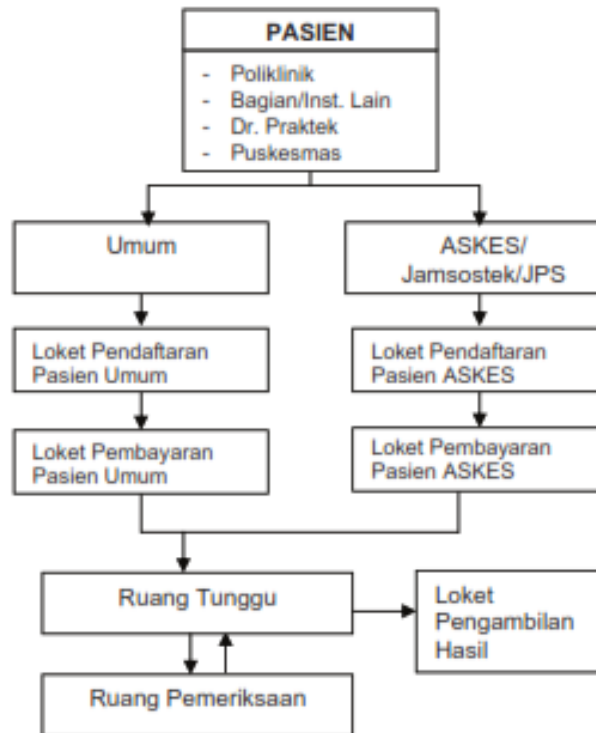 PASIEN
- Poliklinik
- Bagian/Inst. Lain
- Dr. Praktek
- Puskesmas
Umum
ASKES/
Jamsostek/JPS
Loket Pendaftaran
Pasien Umum
Loket Pendaftaran
Pasien ASKES
Loket Pembayaran
Pasien Umum
Loket Pembayaran
Pasien ASKES
Ruang Tunggu
Loket
Pengambilan
Hasil
Ruang Pemeriksaan